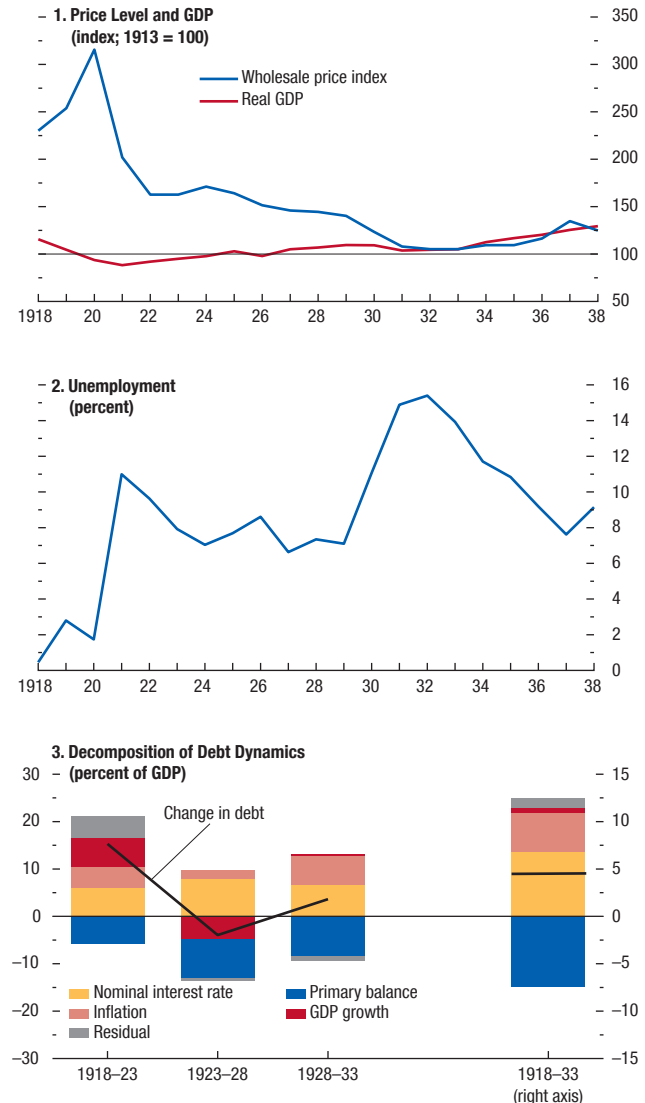 1. Price Level and GDP
(index; 1913 = 100)
Wholesale price index
Real GDP
350
300
250
200
150
100
50
1918 20 22 24 26 28 30 32 34 36 38
2. Unemployment
(percent)
16
14
12
10
8
6
4
2
0
1918 20 22 24 26 28 30 32 34 36 38
3. Decomposition of Debt Dynamics
(percent of GDP)
30 15
20 10
Change in debt
10 5
0 0
–10 –5
–20 –10
–30 –15
Nominal interest rate Primary balance
Inflation GDP growth
Residual
1918–23 1923–28 1928–33 1918–33
(right axis)